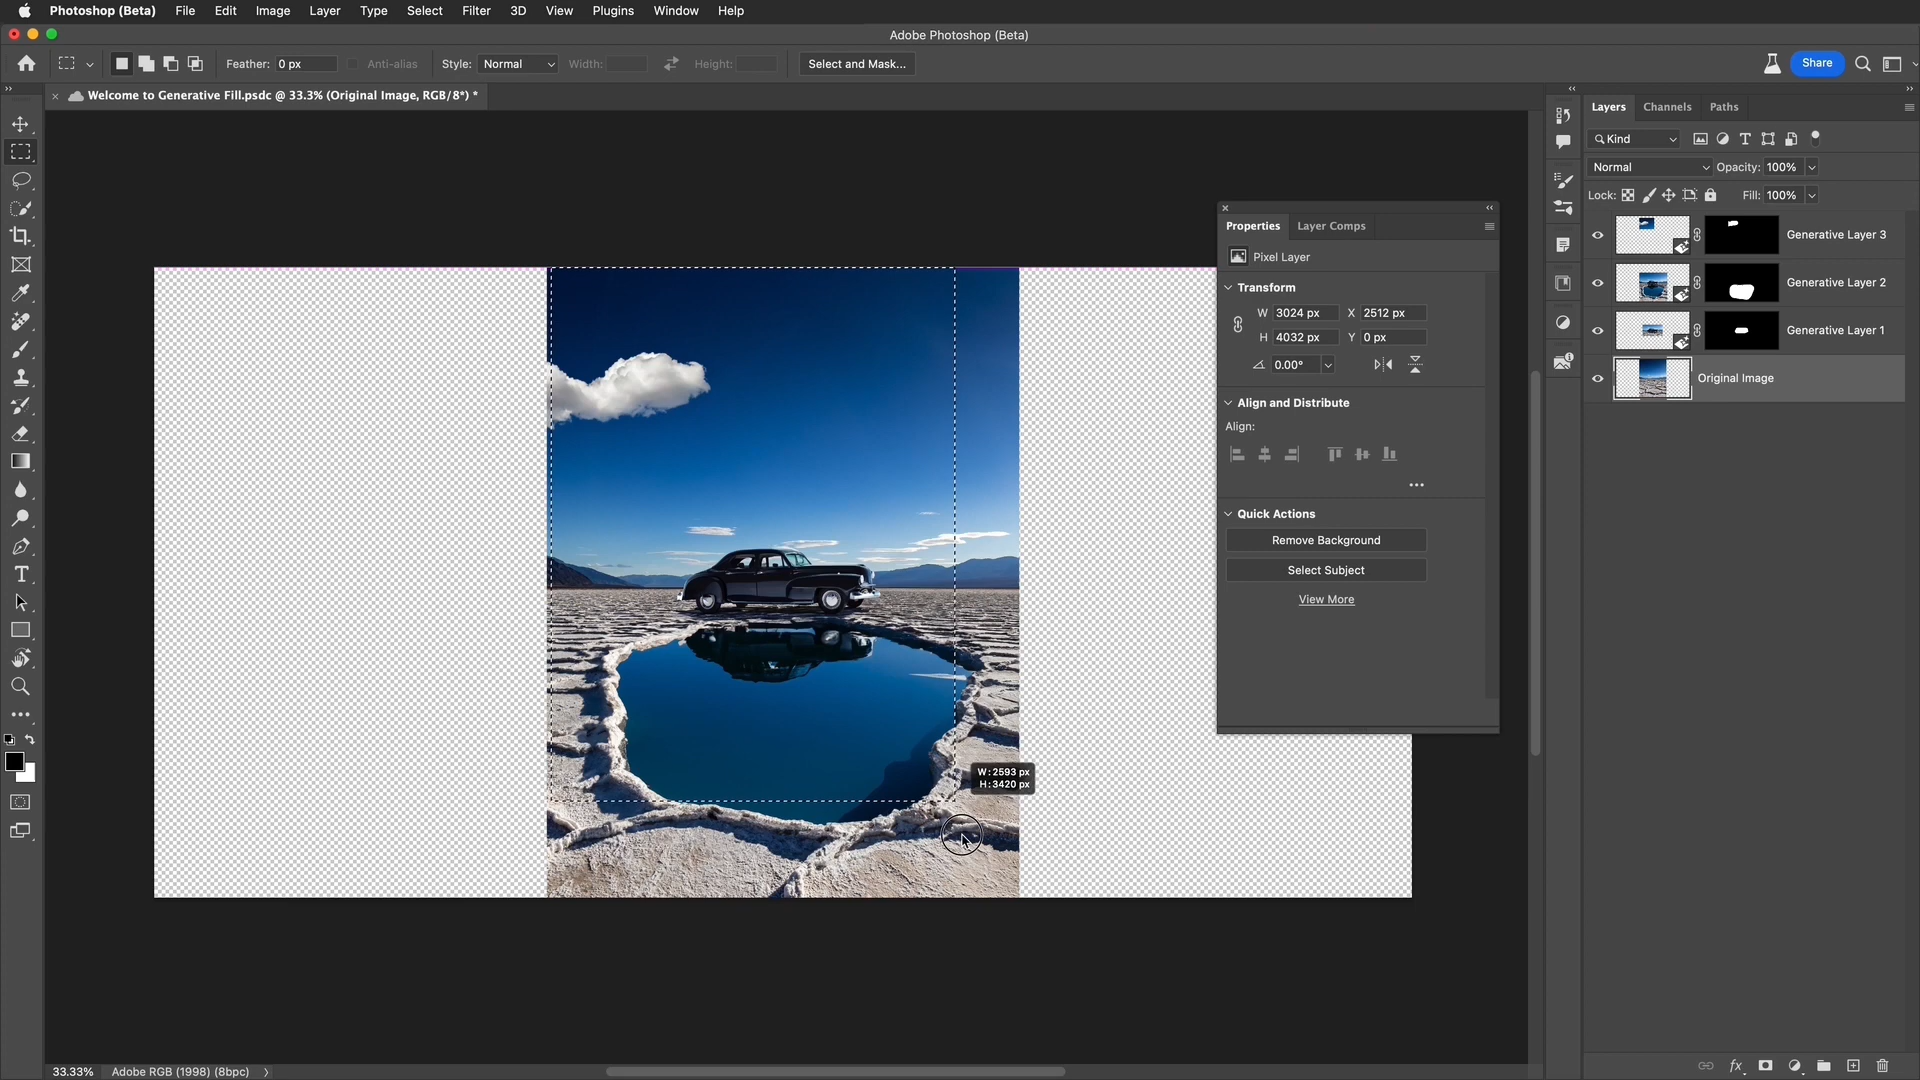 Photoshop (Beta) File Edit Image Layer Type Select Filter 3D View Plugins Window Help
Adobe Photoshop (Beta)
Feather: 0 px Anti-alias Style: Normal Width: Height: Select and Mask... Share
Welcome to Generative Fill.psdc @ 33.3% (Original Image, RGB/8*) *
Layers Channels Paths
Kind
Normal Opacity: 100%
Lock: Fill: 100%
Generative Layer 3
Generative Layer 2
Generative Layer 1
Original Image
Properties Layer Comps
Pixel Layer
Transform
W 3024 px X 2512 px
H 4032 px Y 0 px
0.00°
Align and Distribute
Align:
Quick Actions
Remove Background
Select Subject
View More
W: 2593 px
H: 3420 px
33.33% Adobe RGB (1998) (8bpc)
fx